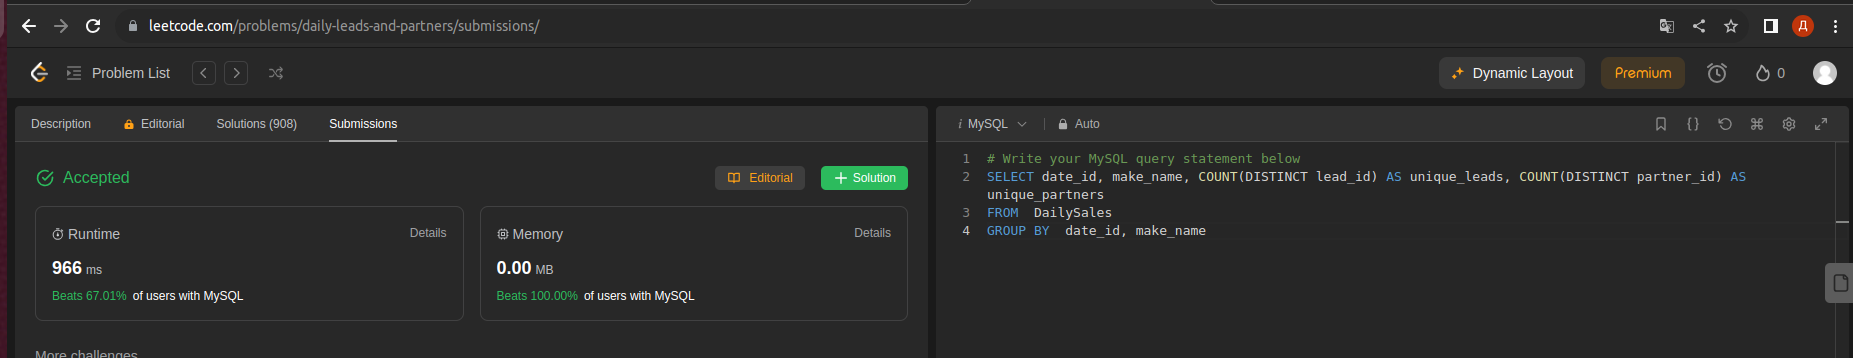 leetcode.com/problems/daily-leads-and-partners/submissions/
Д
Problem List
Dynamic Layout
Premium
0
Description
Editorial
Solutions (908)
Submissions
Accepted
Editorial
Solution
Runtime
Details
966 ms
Beats 67.01% of users with MySQL
Memory
Details
0.00 MB
Beats 100.00% of users with MySQL
More challenges
i MySQL
Auto
1 # Write your MySQL query statement below
2 SELECT date_id, make_name, COUNT(DISTINCT lead_id) AS unique_leads, COUNT(DISTINCT partner_id) AS
unique_partners
3 FROM  DailySales
4 GROUP BY  date_id, make_name